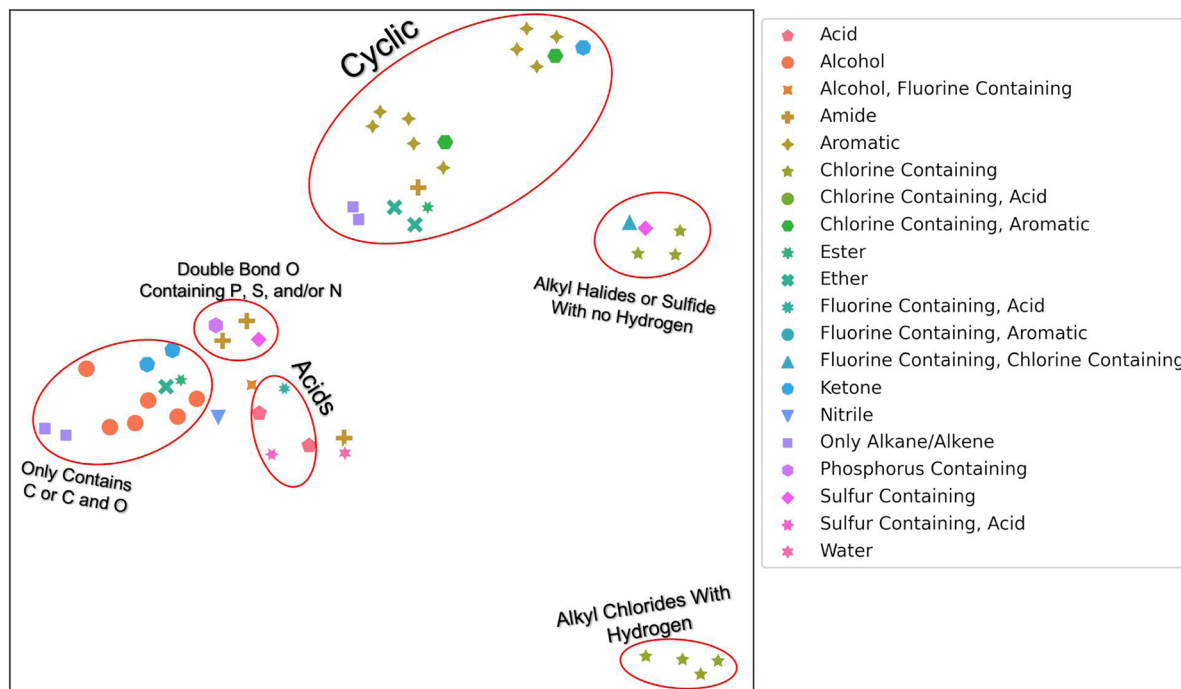 Cyclic
Double Bond O
Containing P, S, and/or N
Alkyl Halides or Sulfide
With no Hydrogen
Acids
Only Contains
C or C and O
Alkyl Chlorides With
Hydrogen
Acid
Alcohol
Alcohol, Fluorine Containing
Amide
Aromatic
Chlorine Containing
Chlorine Containing, Acid
Chlorine Containing, Aromatic
Ester
Ether
Fluorine Containing, Acid
Fluorine Containing, Aromatic
Fluorine Containing, Chlorine Containing
Ketone
Nitrile
Only Alkane/Alkene
Phosphorus Containing
Sulfur Containing
Sulfur Containing, Acid
Water